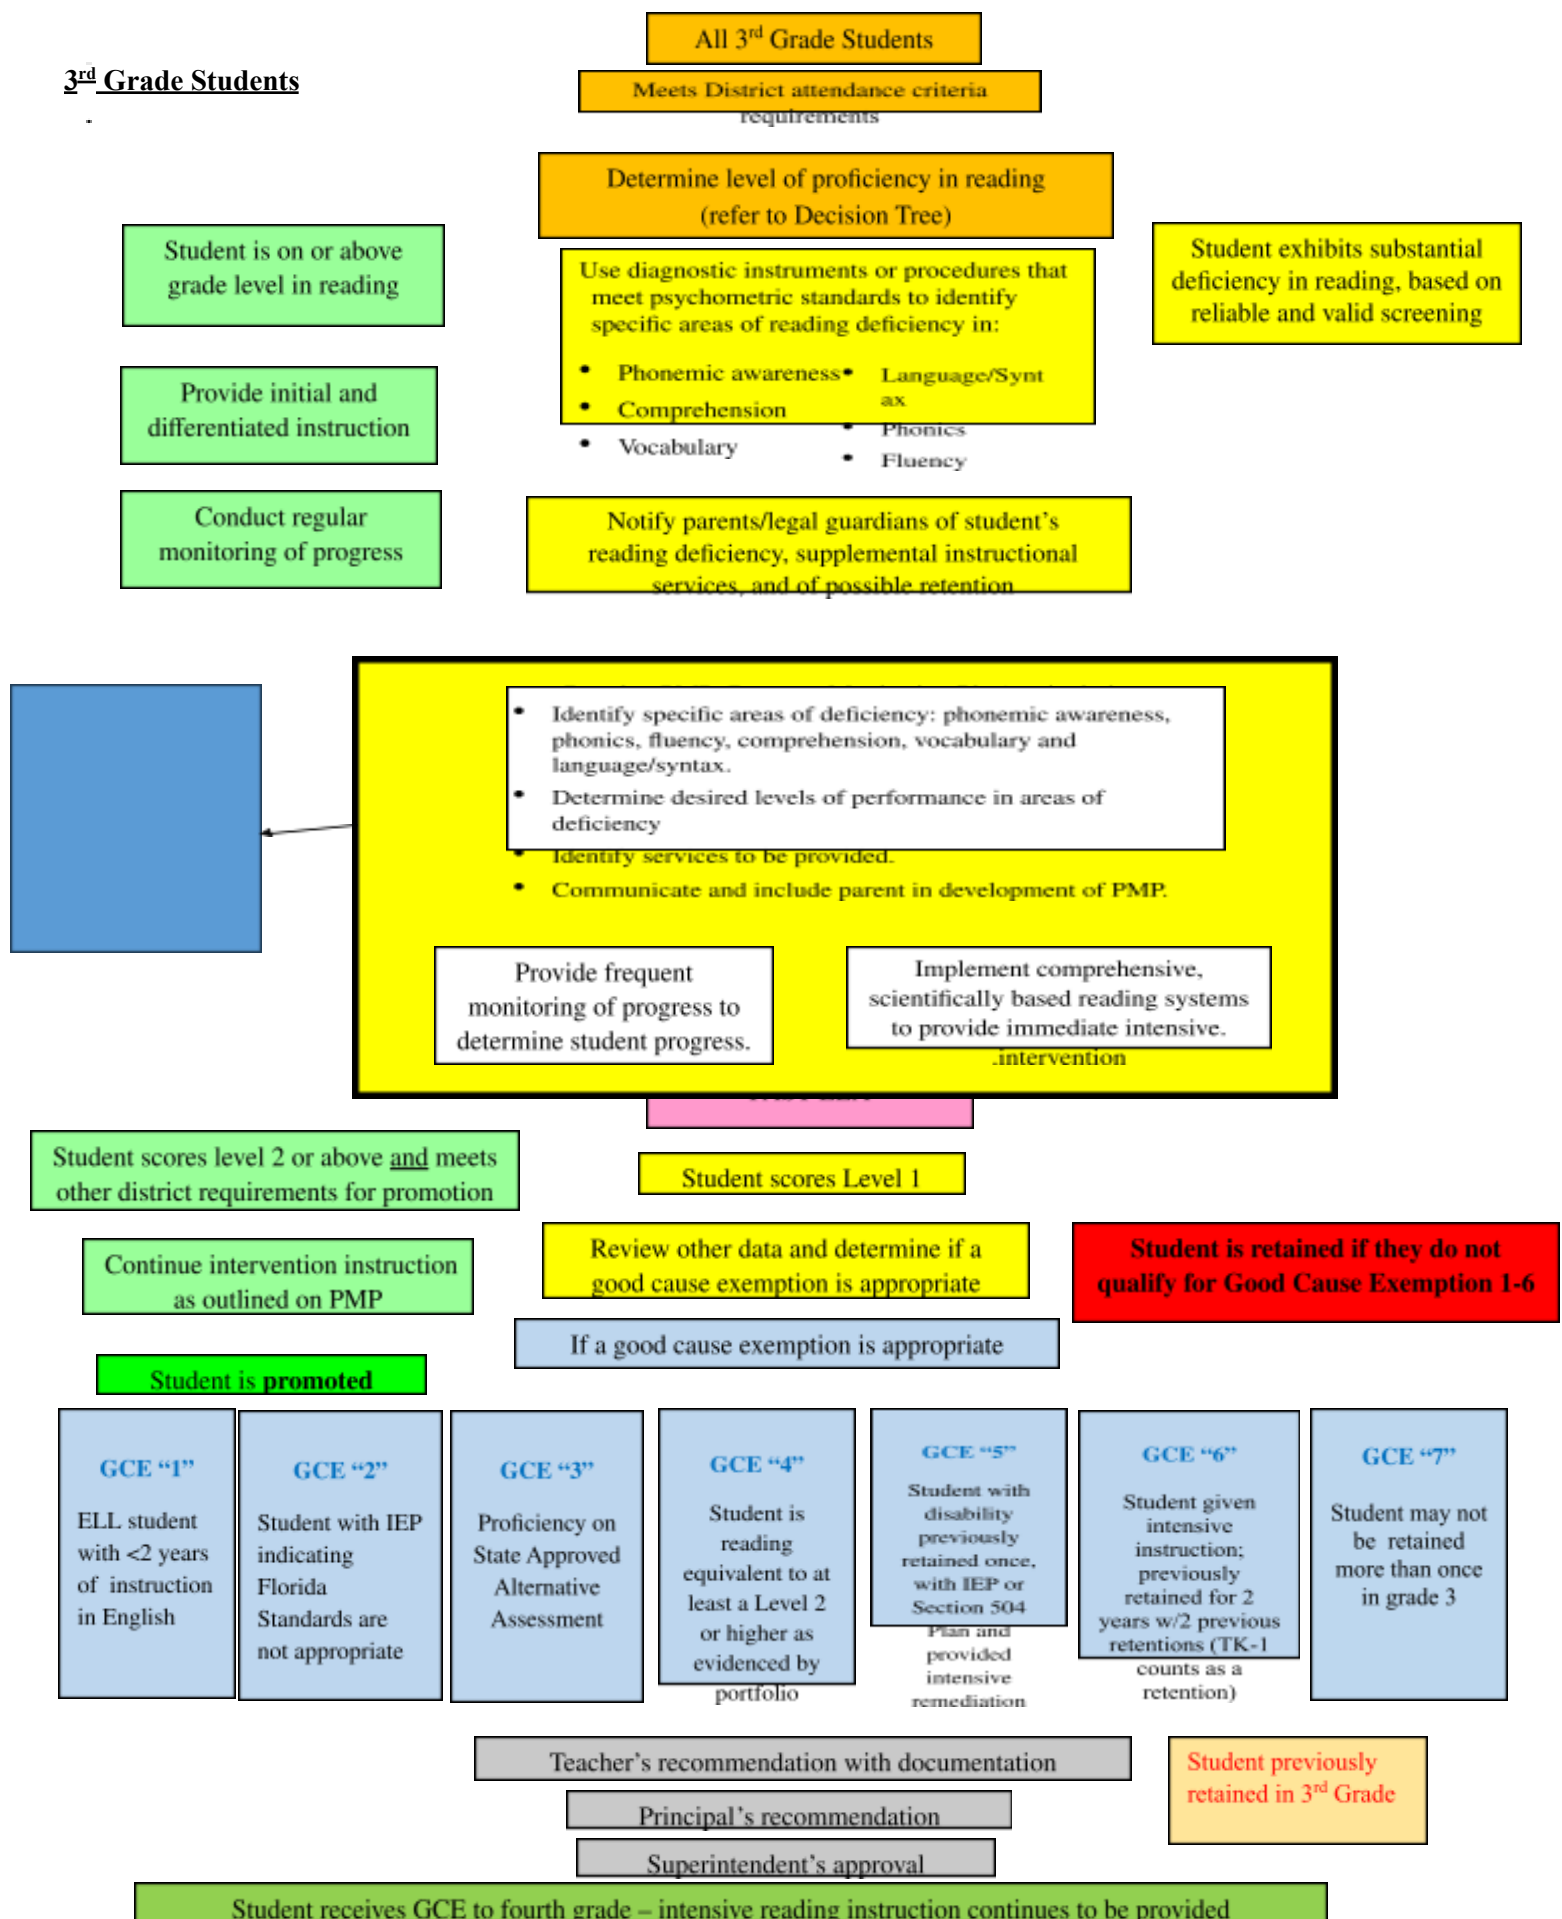 All 3rd Grade Students
3rd Grade Students
Meets District attendance criteria
requirements
Determine level of proficiency in reading
(refer to Decision Tree)
Student is on or above
grade level in reading
Student exhibits substantial
deficiency in reading, based on
reliable and valid screening
Use diagnostic instruments or procedures that
meet psychometric standards to identify
specific areas of reading deficiency in:
• Phonemic awareness
• Comprehension
• Vocabulary
• Language/Synt
ax
• Phonics
• Fluency
Provide initial and
differentiated instruction
Conduct regular
monitoring of progress
Notify parents/legal guardians of student's
reading deficiency, supplemental instructional
services, and of possible retention
• Identify specific areas of deficiency: phonemic awareness,
phonics, fluency, comprehension, vocabulary and
language/syntax.
• Determine desired levels of performance in areas of
deficiency
• Identify services to be provided.
• Communicate and include parent in development of PMP.
Provide frequent
monitoring of progress to
determine student progress.
Implement comprehensive,
scientifically based reading systems
to provide immediate intensive.
.intervention
Student scores level 2 or above and meets
other district requirements for promotion
Student scores Level 1
Continue intervention instruction
as outlined on PMP
Review other data and determine if a
good cause exemption is appropriate
Student is retained if they do not
qualify for Good Cause Exemption 1-6
If a good cause exemption is appropriate
Student is promoted
GCE “1”
ELL student
with <2 years
of instruction
in English
GCE “2”
Student with IEP
indicating
Florida
Standards are
not appropriate
GCE “3”
Proficiency on
State Approved
Alternative
Assessment
GCE “4”
Student is
reading
equivalent to at
least a Level 2
or higher as
evidenced by
portfolio
GCE “5”
Student with
disability
previously
retained once,
with IEP or
Section 504
Plan and
provided
intensive
remediation
GCE “6”
Student given
intensive
instruction;
previously
retained for 2
years w/2 previous
retentions (TK-1
counts as a
retention)
GCE “7”
Student may not
be retained
more than once
in grade 3
Teacher's recommendation with documentation
Principal's recommendation
Superintendent's approval
Student previously
retained in 3rd Grade
Student receives GCE to fourth grade – intensive reading instruction continues to be provided